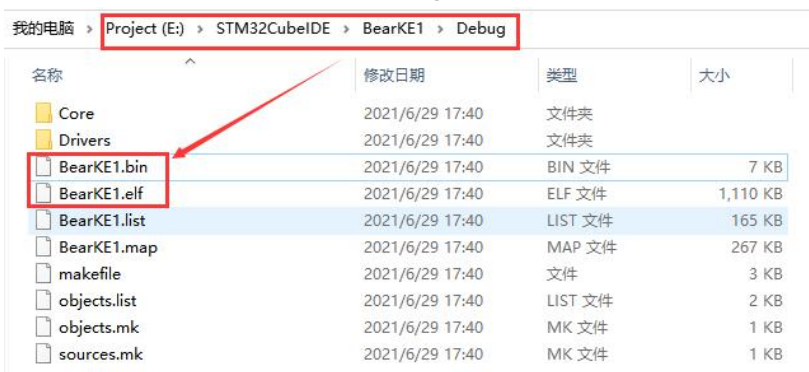 我的电脑 > Project (E:) > STM32CubeIDE > BearKE1 > Debug
名称 修改日期 类型 大小
Core 2021/6/29 17:40 文件夹
Drivers 2021/6/29 17:40 文件夹
BearKE1.bin 2021/6/29 17:40 BIN 文件 7 KB
BearKE1.elf 2021/6/29 17:40 ELF 文件 1,110 KB
BearKE1.list 2021/6/29 17:40 LIST 文件 165 KB
BearKE1.map 2021/6/29 17:40 MAP 文件 267 KB
makefile 2021/6/29 17:40 文件 3 KB
objects.list 2021/6/29 17:40 LIST 文件 2 KB
objects.mk 2021/6/29 17:40 MK 文件 1 KB
sources.mk 2021/6/29 17:40 MK 文件 1 KB